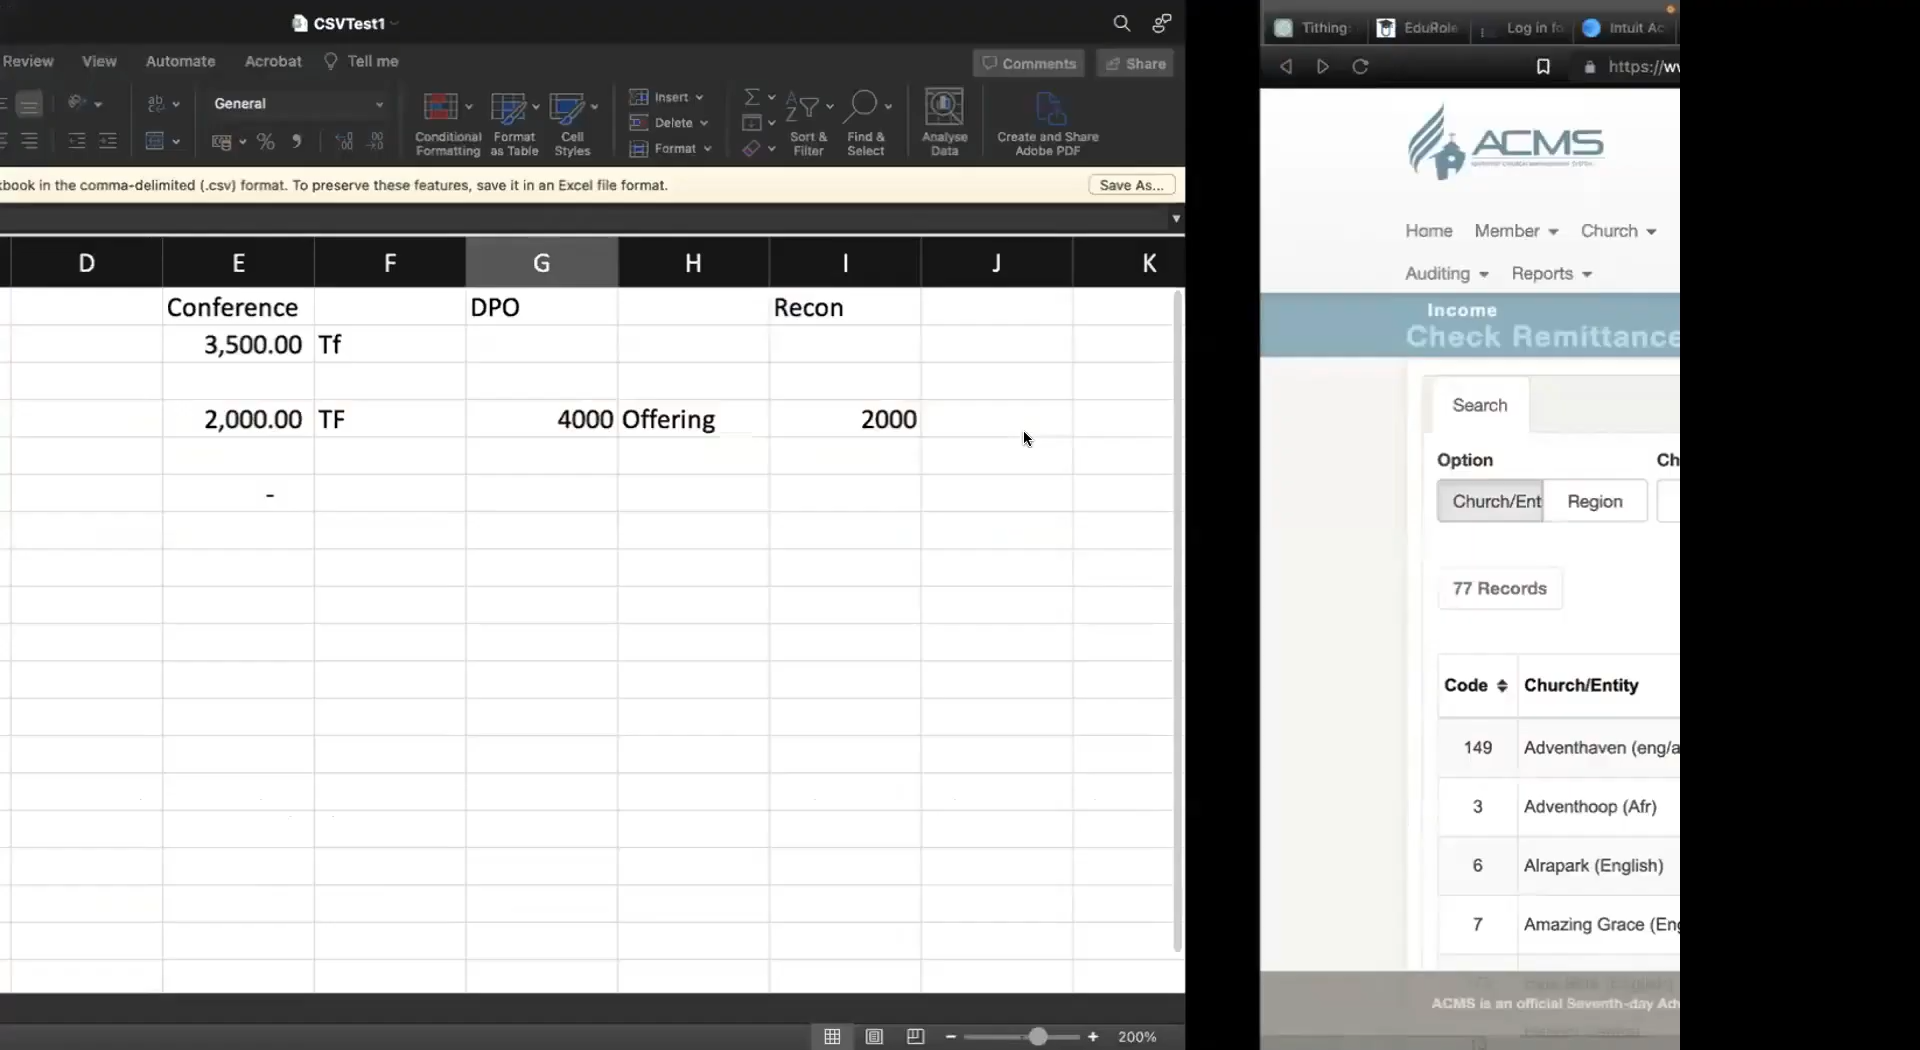 CSVTest1
Review View Automate Acrobat Tell me
Comments Share
General
Conditional Formatting
Format as Table
Cell Styles
Insert
Delete
Format
Sort & Filter
Find & Select
Analyse Data
Create and Share Adobe PDF
book in the comma-delimited (.csv) format. To preserve these features, save it in an Excel file format.
Save As...
D E F G H I J K
Conference DPO Recon
3,500.00 Tf
2,000.00 TF 4000 Offering 2000
-
200%
Tithing
EduRole
Log in fo
Intuit Ac
https://w
ACMS
Home Member Church
Auditing Reports
Income
Check Remittance
Search
Option Ch
Church/Ent Region
77 Records
Code Church/Entity
149 Adventhaven (eng/a
3 Adventhoop (Afr)
6 Alrapark (English)
7 Amazing Grace (Eng
ACMS is an official Seventh-day Adv